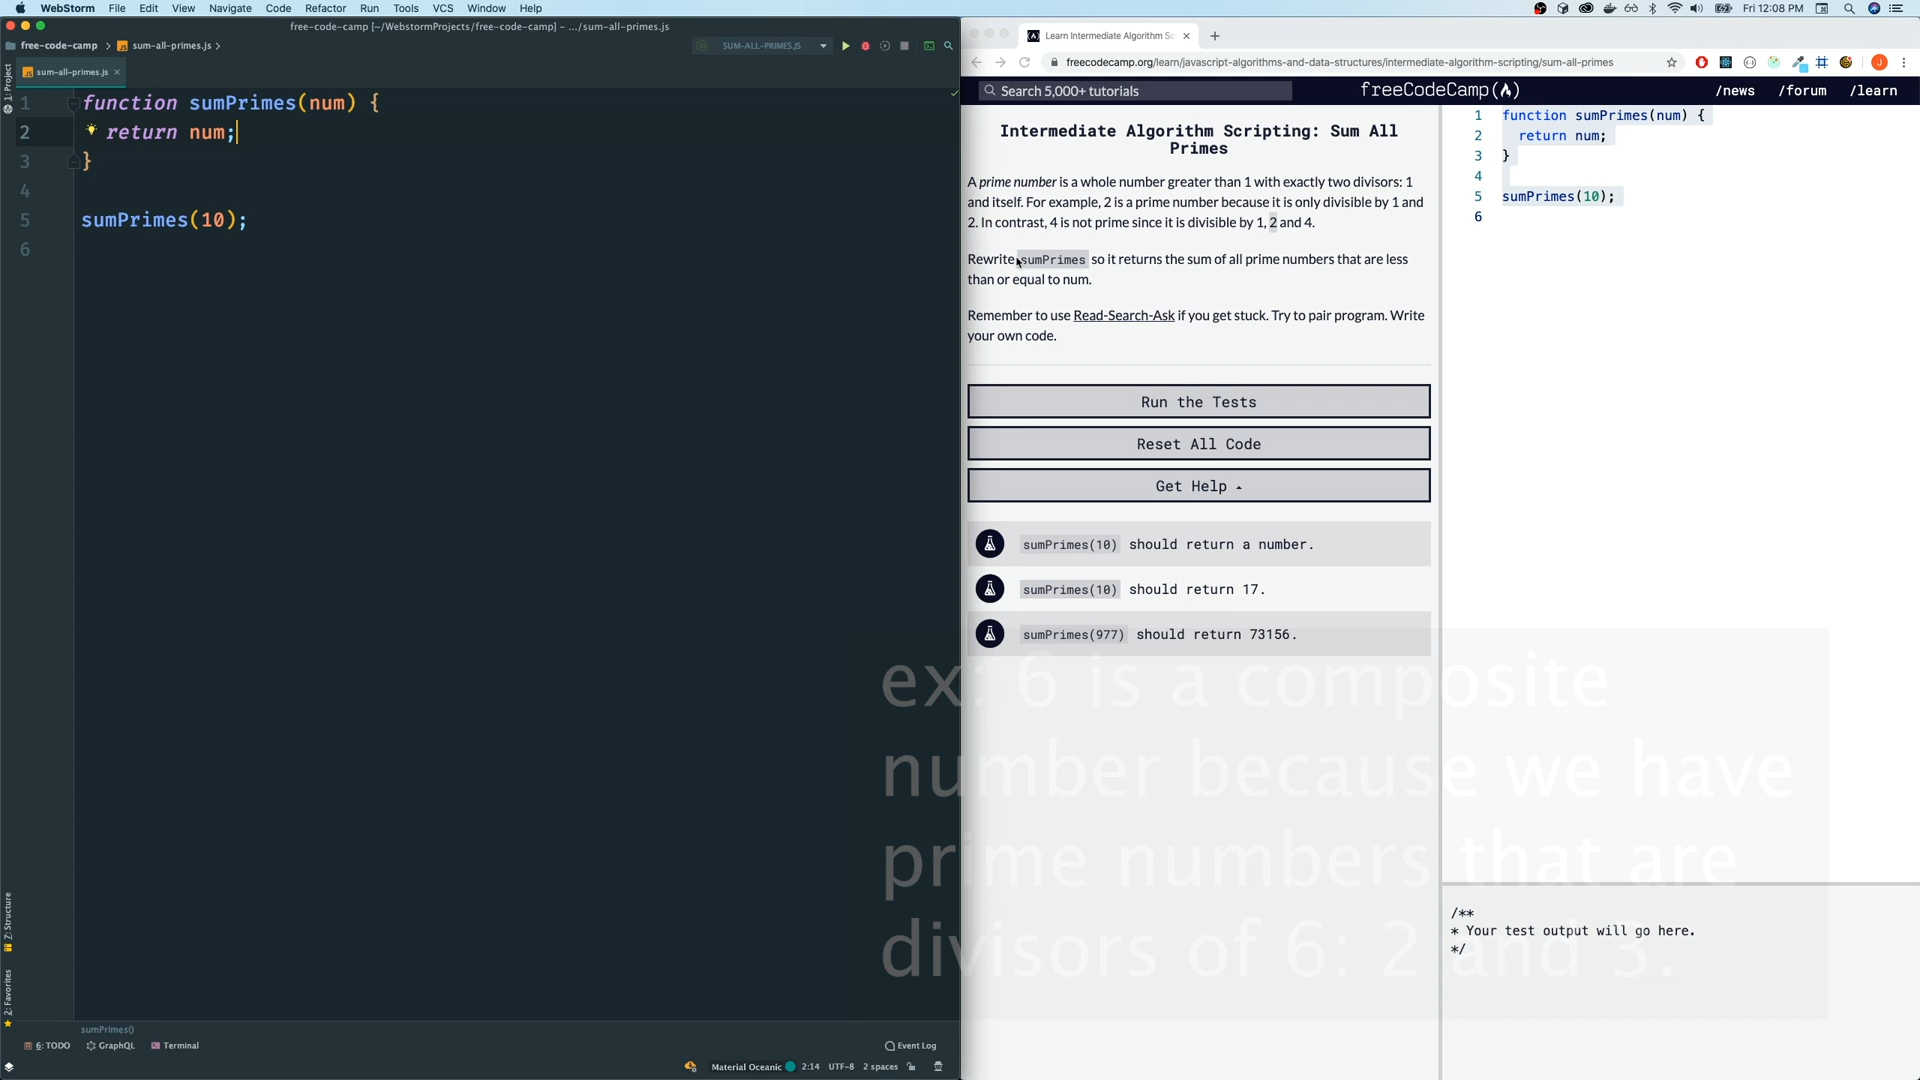 WebStorm File Edit View Navigate Code Refactor Run Tools VCS Window Help
Fri 12:08 PM
free-code-camp [~/WebstormProjects/free-code-camp] - .../sum-all-primes.js
free-code-camp sum-all-primes.js
SUM-ALL-PRIMES.JS
sum-all-primes.js
1: Project
1 function sumPrimes(num) {
2 return num;
3 }
4
5 sumPrimes(10);
6
Z: Structure
2: Favorites
sumPrimes()
6: TODO GraphQL Terminal
Event Log
Material Oceanic 2:14 UTF-8 2 spaces
Learn Intermediate Algorithm Sc
freecodecamp.org/learn/javascript-algorithms-and-data-structures/intermediate-algorithm-scripting/sum-all-primes
J
Search 5,000+ tutorials
freeCodeCamp
/news /forum /learn
Intermediate Algorithm Scripting: Sum All
Primes
A prime number is a whole number greater than 1 with exactly two divisors: 1
and itself. For example, 2 is a prime number because it is only divisible by 1 and
2. In contrast, 4 is not prime since it is divisible by 1, 2 and 4.
Rewrite sumPrimes so it returns the sum of all prime numbers that are less
than or equal to num.
Remember to use Read-Search-Ask if you get stuck. Try to pair program. Write
your own code.
Run the Tests
Reset All Code
Get Help
sumPrimes(10) should return a number.
sumPrimes(10) should return 17.
sumPrimes(977) should return 73156.
1 function sumPrimes(num) {
2 return num;
3 }
4
5 sumPrimes(10);
6
/**
* Your test output will go here.
*/
ex: 6 is a composite
number because we have
prime numbers that are
divisors of 6: 2 and 3.